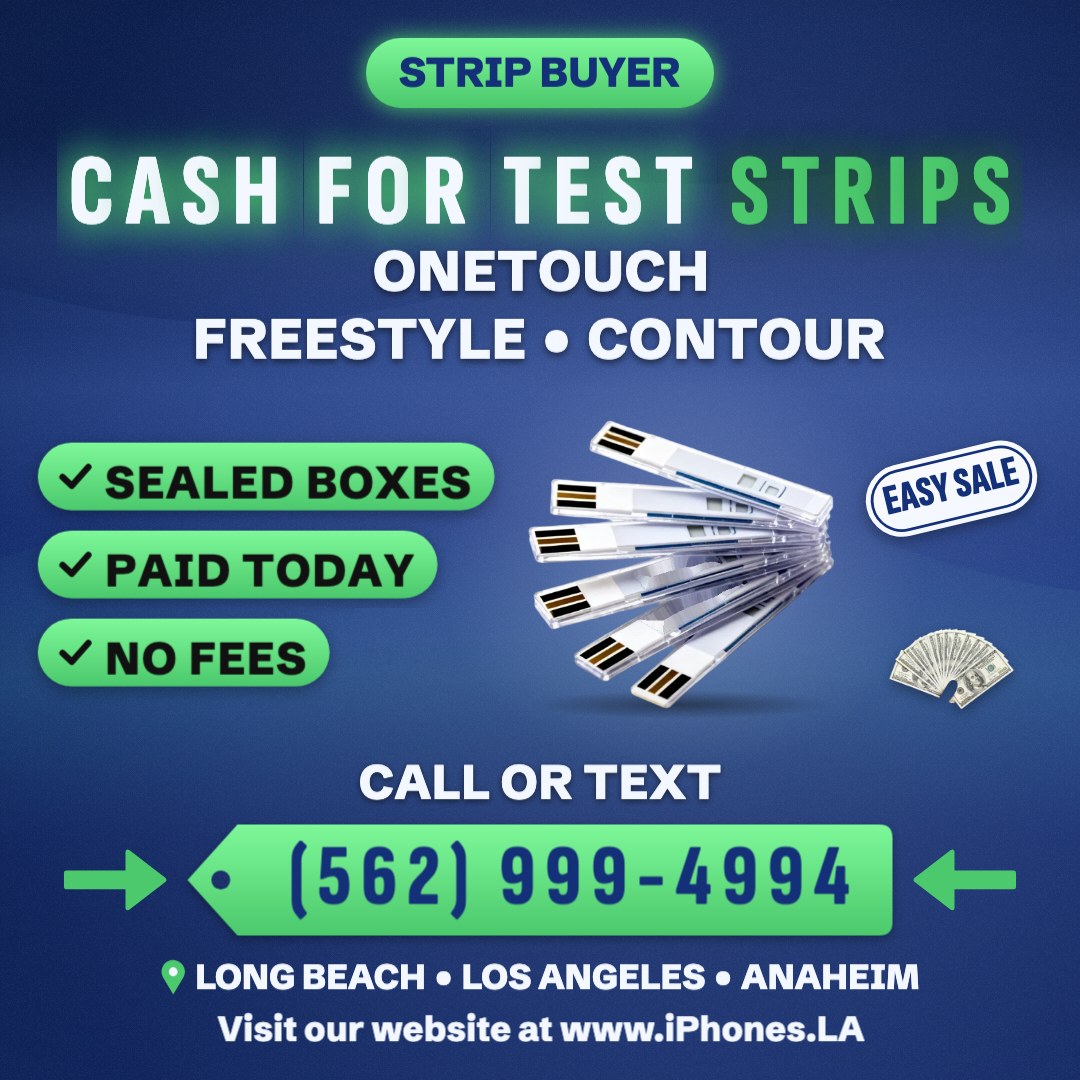 STRIP BUYER
CASH FOR TEST STRIPS
ONETOUCH
FREESTYLE • CONTOUR
✓ SEALED BOXES
EASY SALE
✓ PAID TODAY
✓ NO FEES
CALL OR TEXT
(562) 999-4994
LONG BEACH • LOS ANGELES • ANAHEIM
Visit our website at www.iPhones.LA